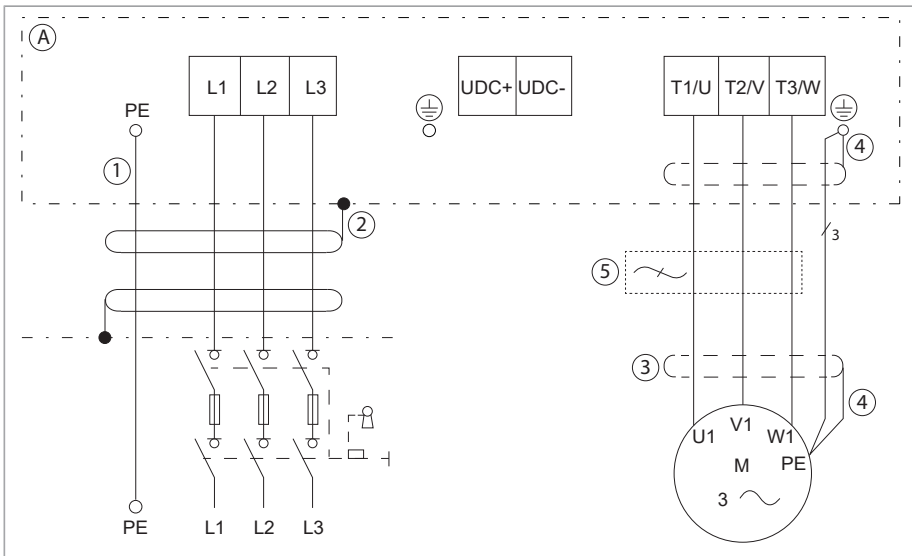 A
L1 L2 L3
UDC+ UDC-
T1/U T2/V T3/W
PE
1
4
2
3
5
3
4
U1 V1 W1
M PE
3
PE L1 L2 L3